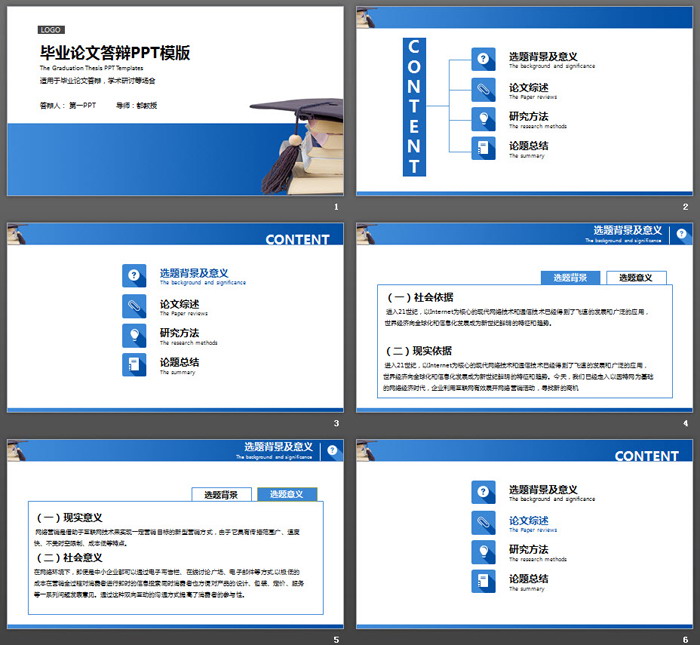 LOGO
毕业论文答辩PPT模版
The Graduation Thesis PPT Templates
适用于毕业论文答辩，学术研讨等场合
答辩人： 第一PPT 导师：郭教授
1
CONTENT
选题背景及意义
The background and significance
论文综述
The Paper reviews
研究方法
The research methods
论题总结
The summary
2
CONTENT
选题背景及意义
The background and significance
论文综述
The Paper reviews
研究方法
The research methods
论题总结
The summary
3
选题背景及意义
The background and significance
选题背景 选题意义
（一）社会依据
进入21世纪，以Internet为核心的现代网络技术和通信技术已经得到了飞速的发展和广泛的应用，
世界经济向全球化和信息化发展成为新世纪鲜明的特征和趋势。
（二）现实依据
进入21世纪，以Internet为核心的现代网络技术和通信技术已经得到了飞速的发展和广泛的应用，
世界经济向全球化和信息化发展成为新世纪鲜明的特征和趋势。今天，我们已经走入以因特网为基础
的网络经济时代，企业利用互联网有效展开网络营销活动，寻找新的商机
4
选题背景及意义
The background and significance
选题背景 选题意义
（一）现实意义
网络营销是借助于互联网技术来实现一定营销目标的新型营销方式，由于它具有传播范围广、速度
快、不受时空限制、成本低等特点。
（二）社会意义
在网络环境下，即使是中小企业都可以通过电子布告栏、在线讨论广场、电子邮件等方式,以极低的
成本在营销全过程对消费者进行即时的信息搜索同时消费者也方便对产品的设计、包装、定价、服务
等一系列问题发表意见。通过这种双向互动的沟通方式提高了消费者的参与性。
5
CONTENT
选题背景及意义
The background and significance
论文综述
The Paper reviews
研究方法
The research methods
论题总结
The summary
6